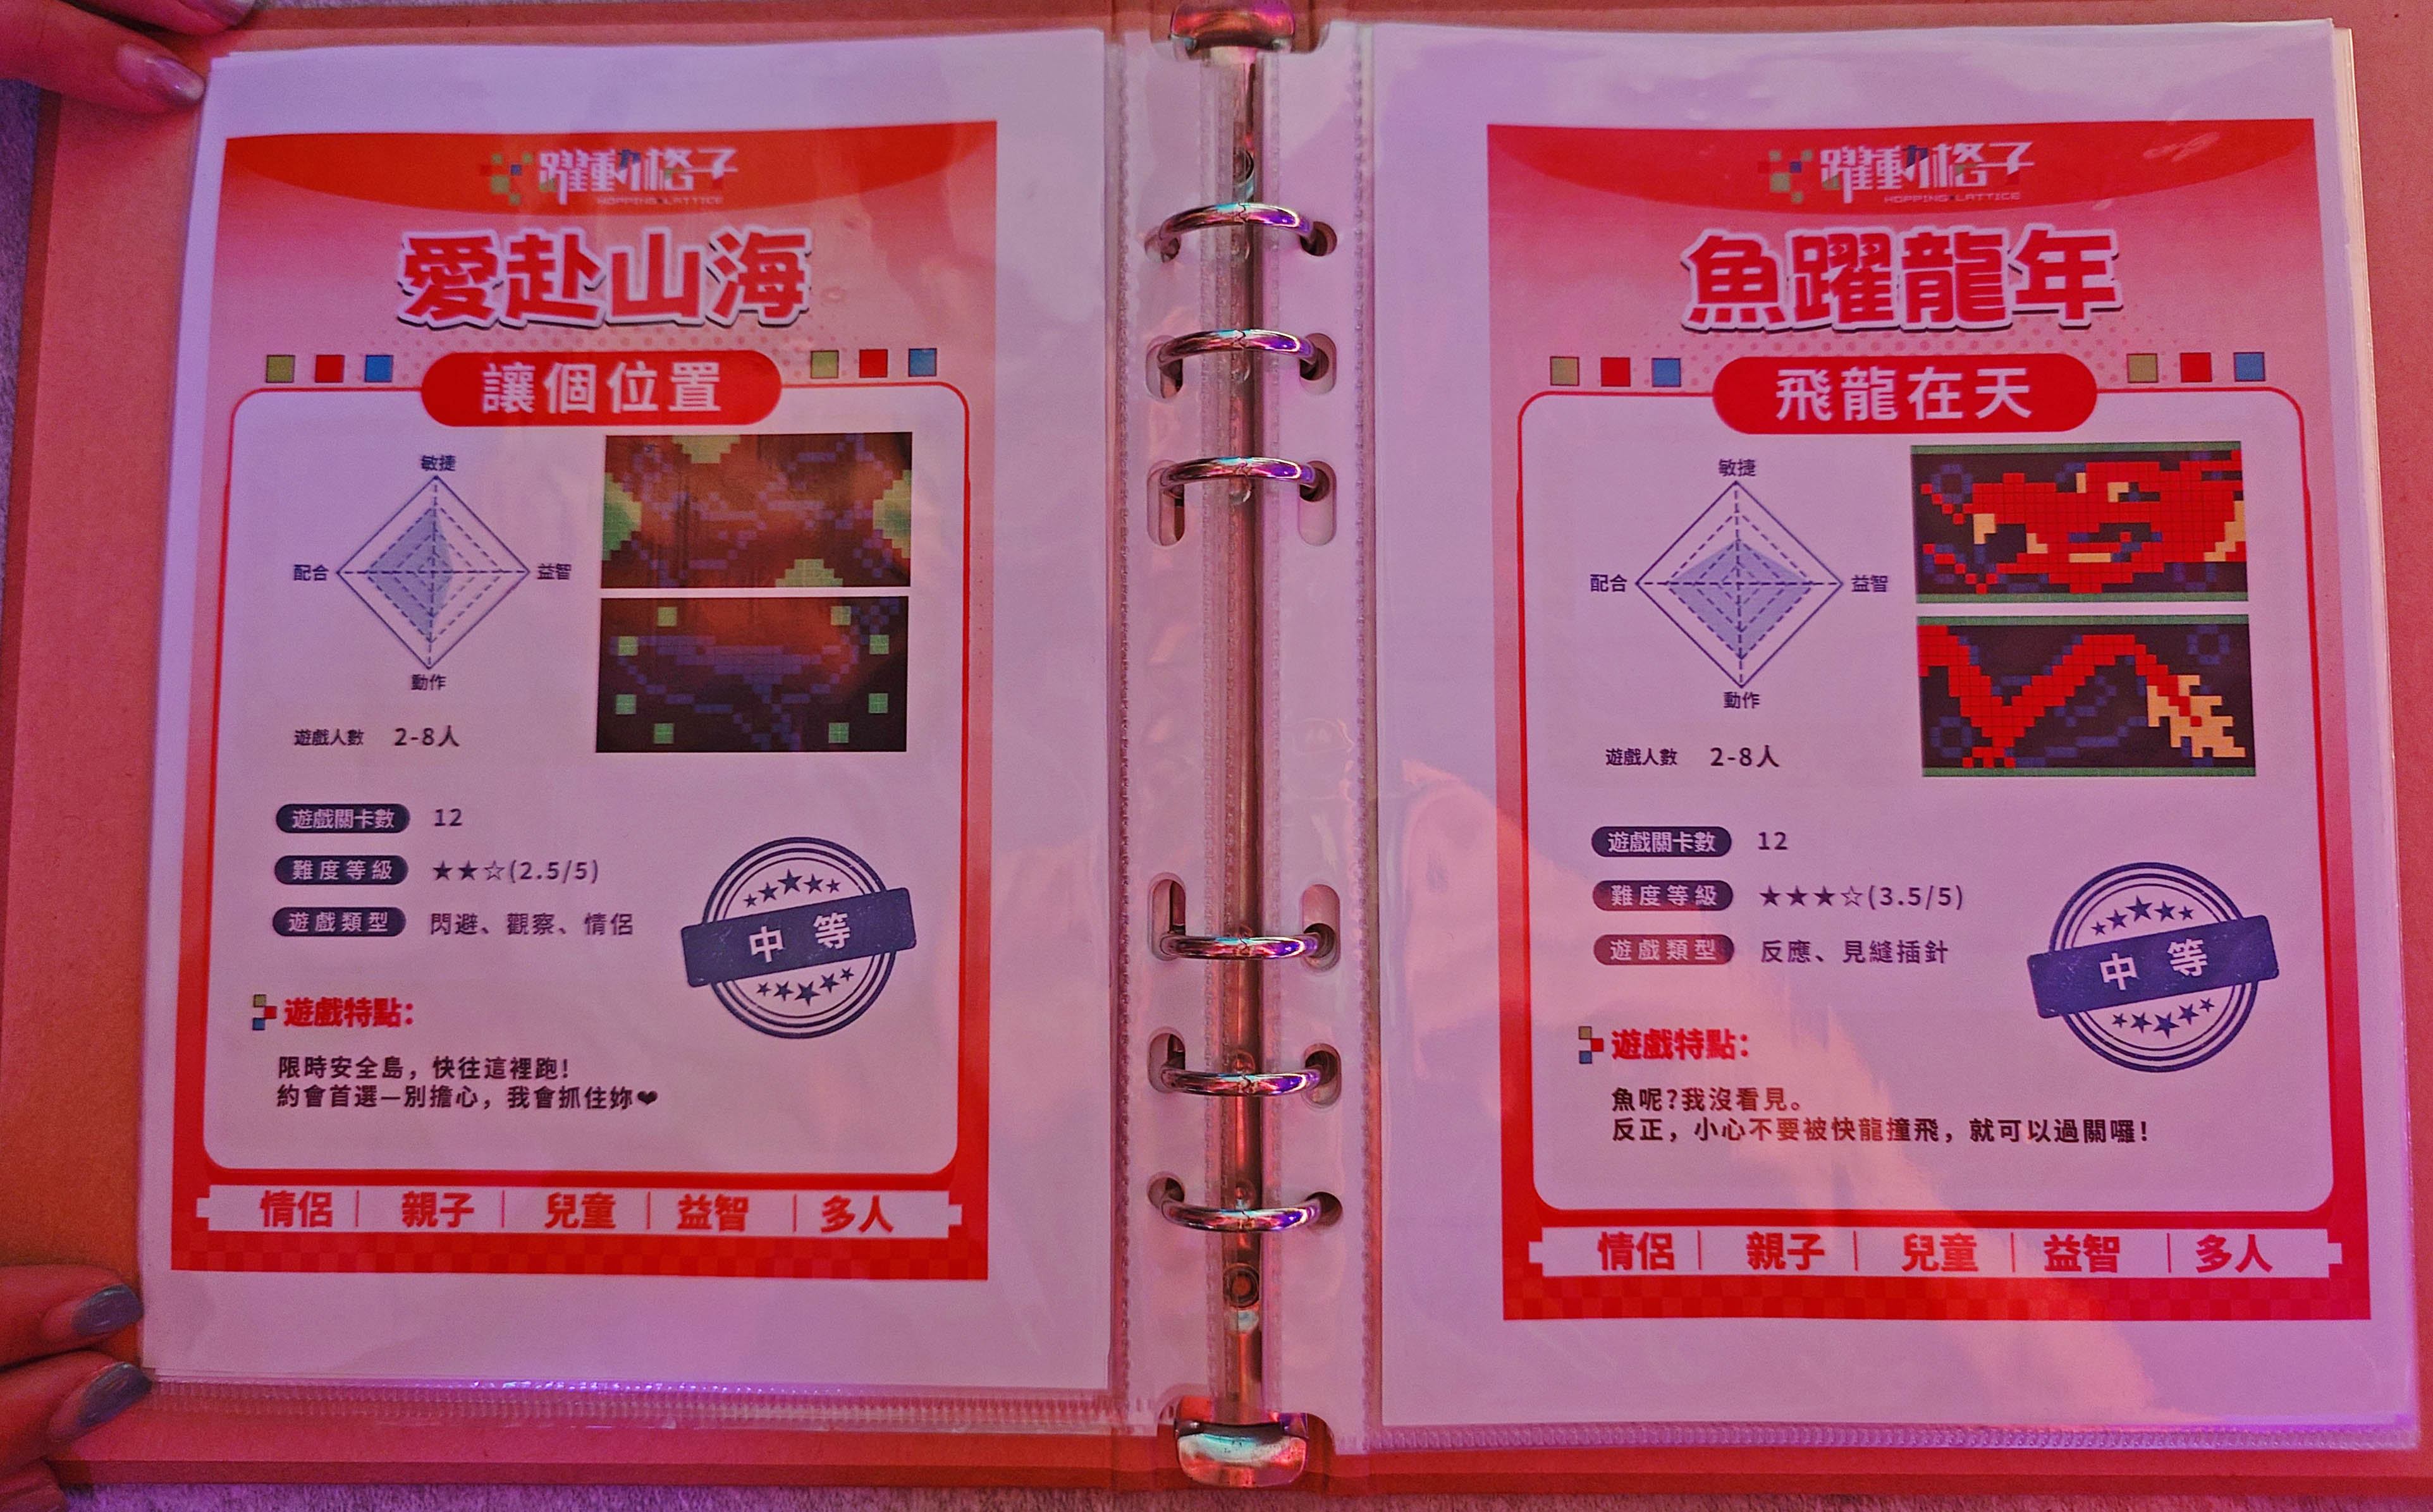 躍動格子
HOPPING LATTICE
愛赴山海
讓個位置
敏捷
配合
益智
動作
遊戲人數 2-8人
遊戲關卡數 12
難度等級 ★★☆(2.5/5)
遊戲類型 閃避、觀察、情侶
中等
遊戲特點：
限時安全島，快往這裡跑！
約會首選—別擔心，我會抓住妳❤
情侶｜親子｜兒童｜益智｜多人
躍動格子
HOPPING LATTICE
魚躍龍年
飛龍在天
敏捷
配合
益智
動作
遊戲人數 2-8人
遊戲關卡數 12
難度等級 ★★★☆(3.5/5)
遊戲類型 反應、見縫插針
中等
遊戲特點：
魚呢?我沒看見。
反正，小心不要被快龍撞飛，就可以過關囉！
情侶｜親子｜兒童｜益智｜多人